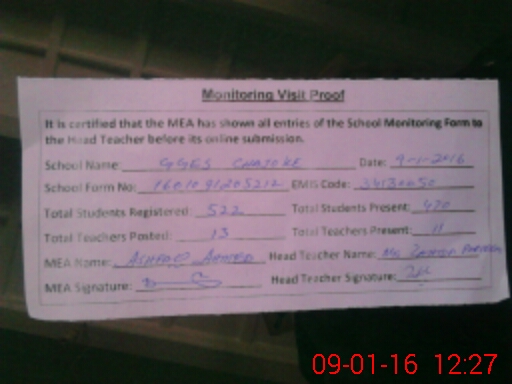 Monitoring Visit Proof
It is certified that the MEA has shown all entries of the School Monitoring Form to
the Head Teacher before its online submission.
School Name: GGES Date: 9-1-2016
School Form No: EMIS Code:
Total Students Registered: 522 Total Students Present: 470
Total Teachers Posted: 13 Total Teachers Present: 11
MEA Name: Ahmed Head Teacher Name:
MEA Signature: Head Teacher Signature:
09-01-16 12:27